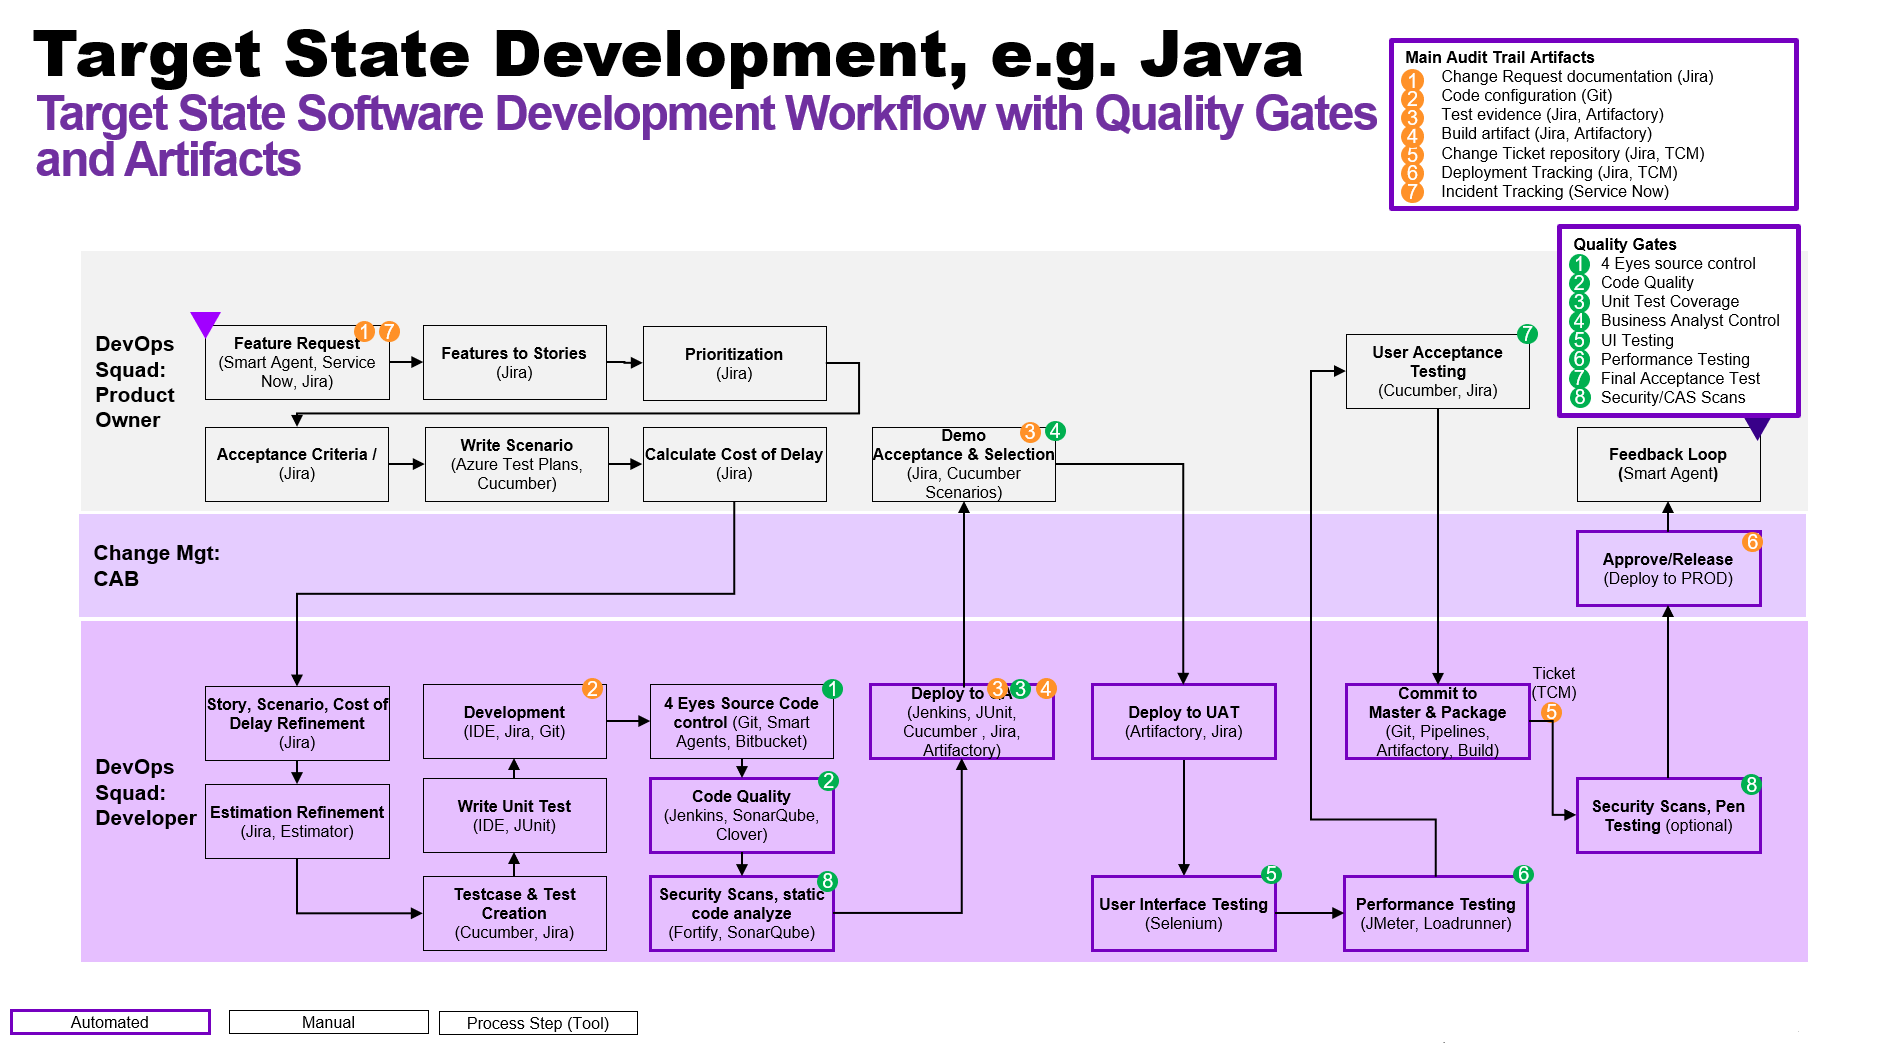 Target State Development, e.g. Java
Target State Software Development Workflow with Quality Gates
and Artifacts
Main Audit Trail Artifacts
1 Change Request documentation (Jira)
2 Code configuration (Git)
3 Test evidence (Jira, Artifactory)
4 Build artifact (Jira, Artifactory)
5 Change Ticket repository (Jira, TCM)
6 Deployment Tracking (Jira, TCM)
7 Incident Tracking (Service Now)
Quality Gates
1 4 Eyes source control
2 Code Quality
3 Unit Test Coverage
4 Business Analyst Control
5 UI Testing
6 Performance Testing
7 Final Acceptance Test
8 Security/CAS Scans
DevOps
Squad:
Product
Owner
1 7
Feature Request
(Smart Agent, Service
Now, Jira)
Features to Stories
(Jira)
Prioritization
(Jira)
7
User Acceptance
Testing
(Cucumber, Jira)
Acceptance Criteria /
(Jira)
Write Scenario
(Azure Test Plans,
Cucumber)
Calculate Cost of Delay
(Jira)
3 4
Demo
Acceptance & Selection
(Jira, Cucumber
Scenarios)
Feedback Loop
(Smart Agent)
Change Mgt:
CAB
6
Approve/Release
(Deploy to PROD)
DevOps
Squad:
Developer
Story, Scenario, Cost of
Delay Refinement
(Jira)
2
Development
(IDE, Jira, Git)
1
4 Eyes Source Code
control (Git, Smart
Agents, Bitbucket)
3 3 4
Deploy to
(Jenkins, JUnit,
Cucumber , Jira,
Artifactory)
Deploy to UAT
(Artifactory, Jira)
Commit to
Master & Package
(Git, Pipelines,
Artifactory, Build)
Ticket
(TCM)
5
Estimation Refinement
(Jira, Estimator)
Write Unit Test
(IDE, JUnit)
2
Code Quality
(Jenkins, SonarQube,
Clover)
8
Security Scans, Pen
Testing (optional)
Testcase & Test
Creation
(Cucumber, Jira)
8
Security Scans, static
code analyze
(Fortify, SonarQube)
5
User Interface Testing
(Selenium)
6
Performance Testing
(JMeter, Loadrunner)
Automated
Manual
Process Step (Tool)